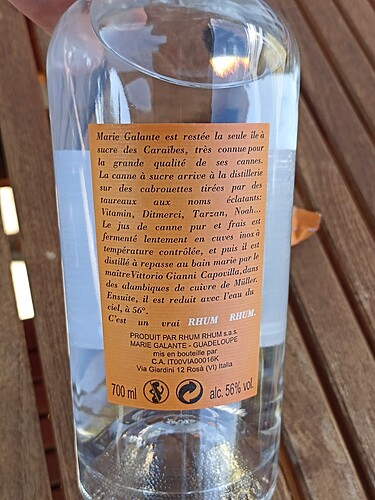 Marie Galante est restée la seule ile à
sucre des Caraïbes, très connue pour
la grande qualité de ses cannes.
La canne à sucre arrive à la distillerie
sur des cabrouettes tirées par des
taureaux aux noms éclatants:
Vitamin, Ditmerci, Tarzan, Noah...
Le jus de canne pur et frais est
fermenté lentement en cuves inox à
température contrôlée, et puis il est
distillé à repasse au bain marie par le
maître Vittorio Gianni Capovilla, dans
des alambiques de cuivre de Müller.
Ensuite, il est reduit avec l'eau du
ciel, à 56°.
C'est un vrai RHUM RHUM.
PRODUIT PAR RHUM RHUM s.a.s.
MARIE GALANTE - GUADELOUPE
mis en bouteille par
C.A. IT00VIA00016K
Via Giardini 12 Rosà (VI) Italia
700 ml alc. 56% vol.